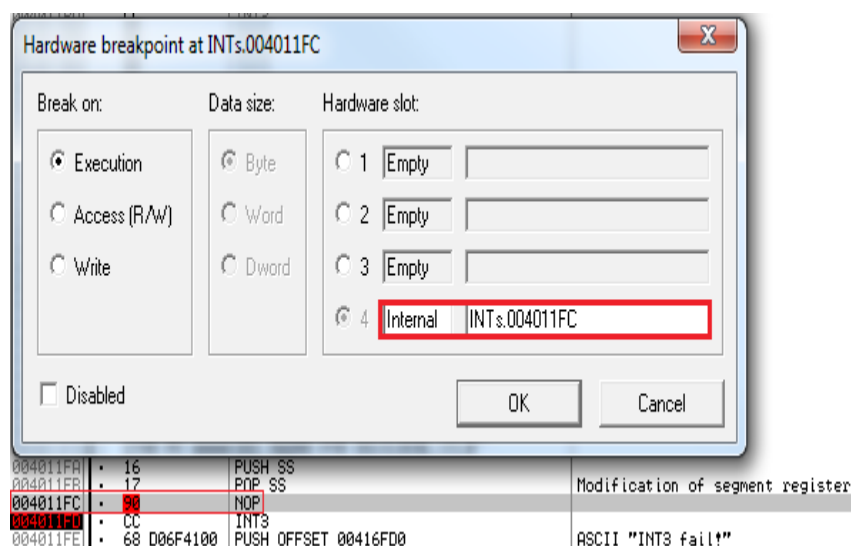 Hardware breakpoint at INTs.004011FC
Break on:
Data size:
Hardware slot:
Execution
Byte
1 Empty
Access (R/W)
Word
2 Empty
Write
Dword
3 Empty
4 Internal INTs.004011FC
Disabled
OK
Cancel
004011FA 16 PUSH SS
004011FB 17 POP SS Modification of segment register
004011FC 90 NOP
004011FD CC INT3
004011FE 68 D06F4100 PUSH OFFSET 00416FD0 ASCII "INT3 fail!"